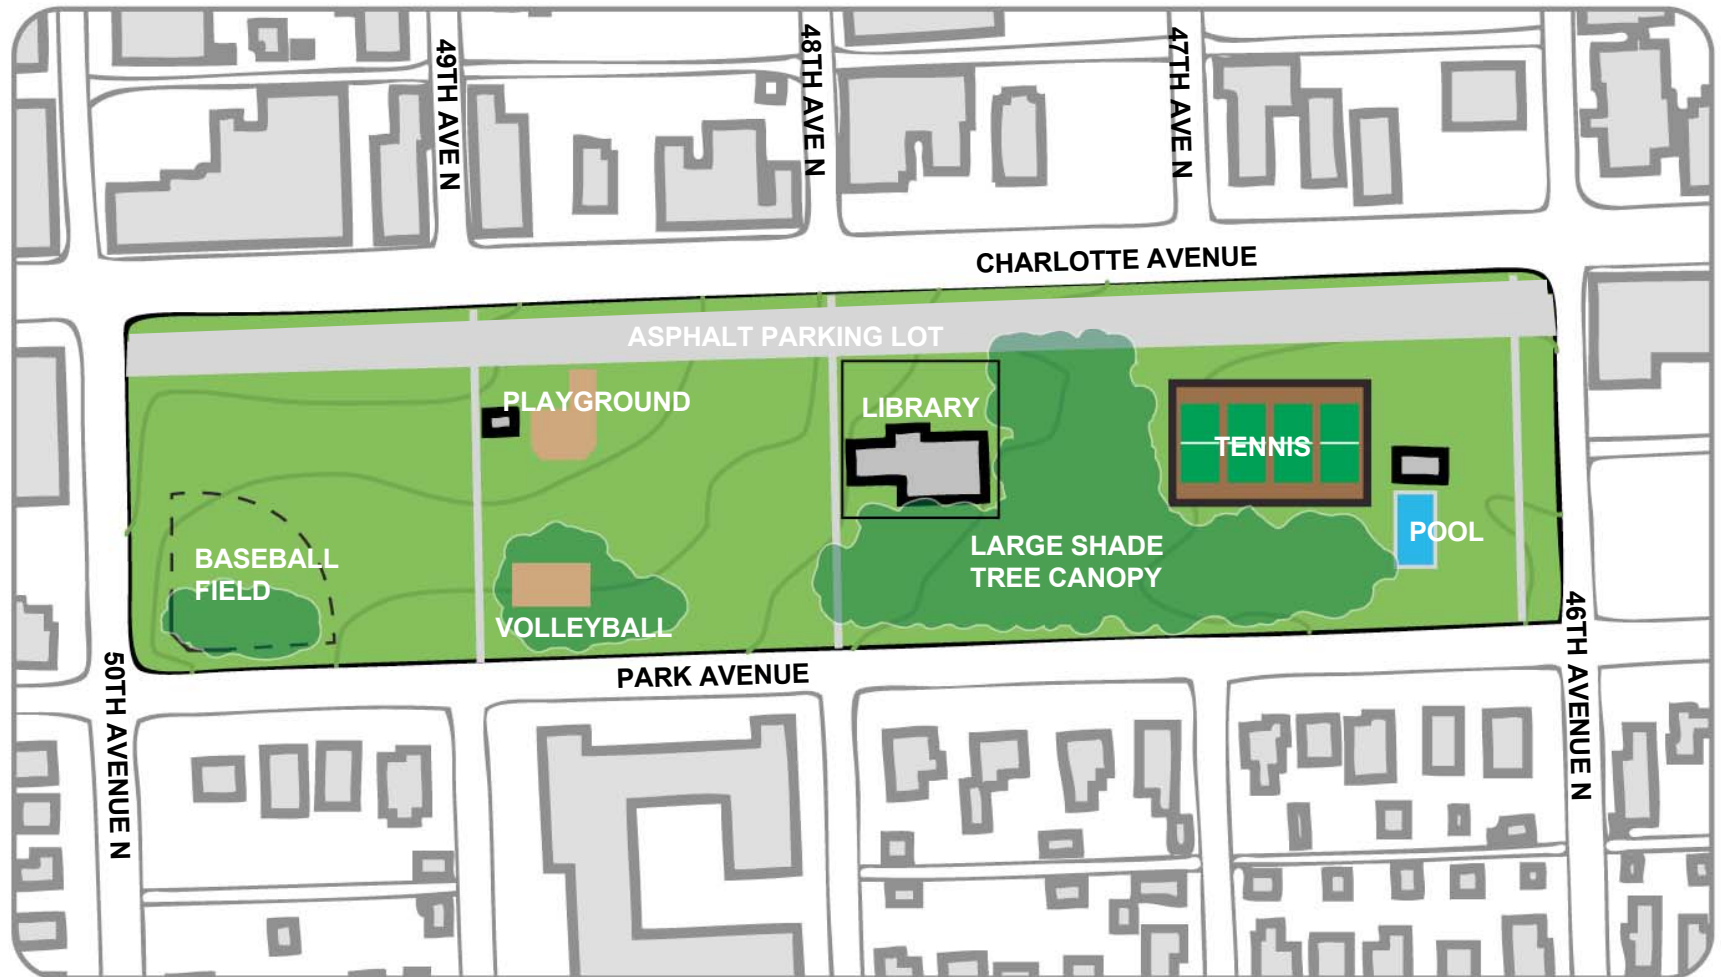 49TH AVE N
48TH AVE N
47TH AVE N
CHARLOTTE AVENUE
ASPHALT PARKING LOT
PLAYGROUND
LIBRARY
TENNIS
POOL
BASEBALL
FIELD
LARGE SHADE
TREE CANOPY
VOLLEYBALL
PARK AVENUE
50TH AVENUE N
46TH AVENUE N